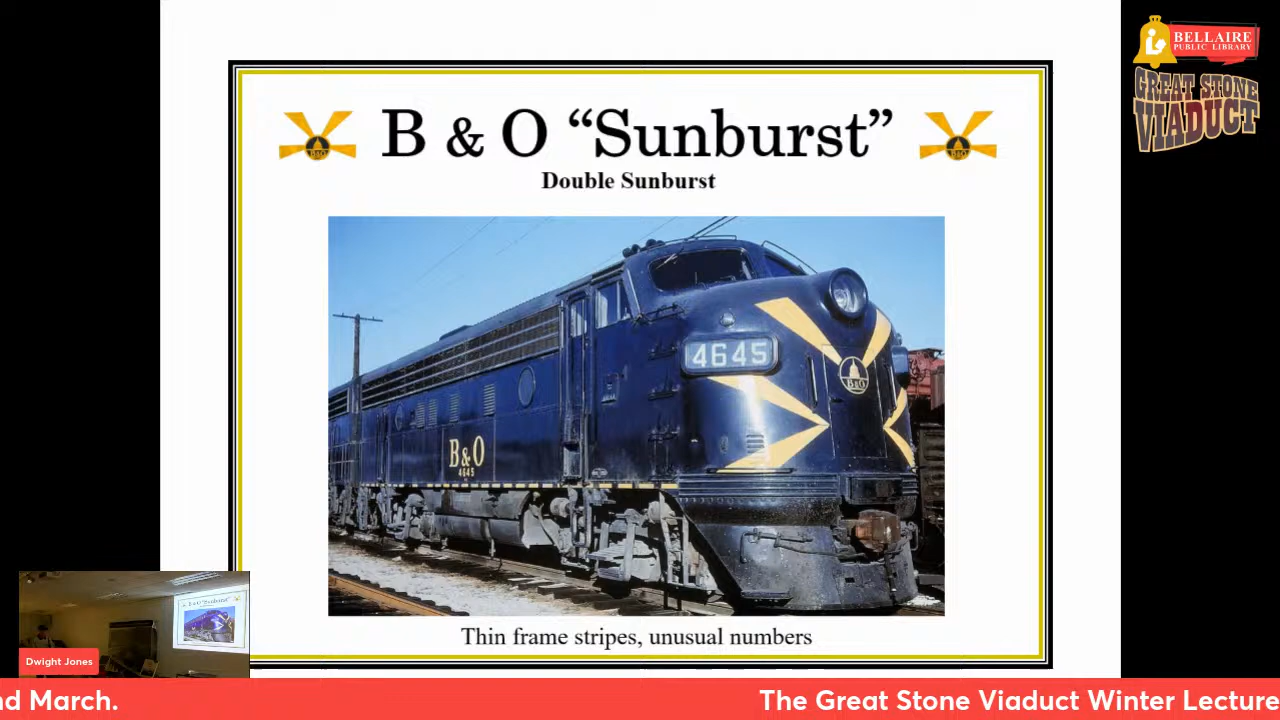 BELLAIRE
PUBLIC LIBRARY
GREAT STONE
VIADUCT
B & O “Sunburst”
Double Sunburst
4645
B&O
B&O
4645
Thin frame stripes, unusual numbers
Dwight Jones
nd March.
The Great Stone Viaduct Winter Lecture